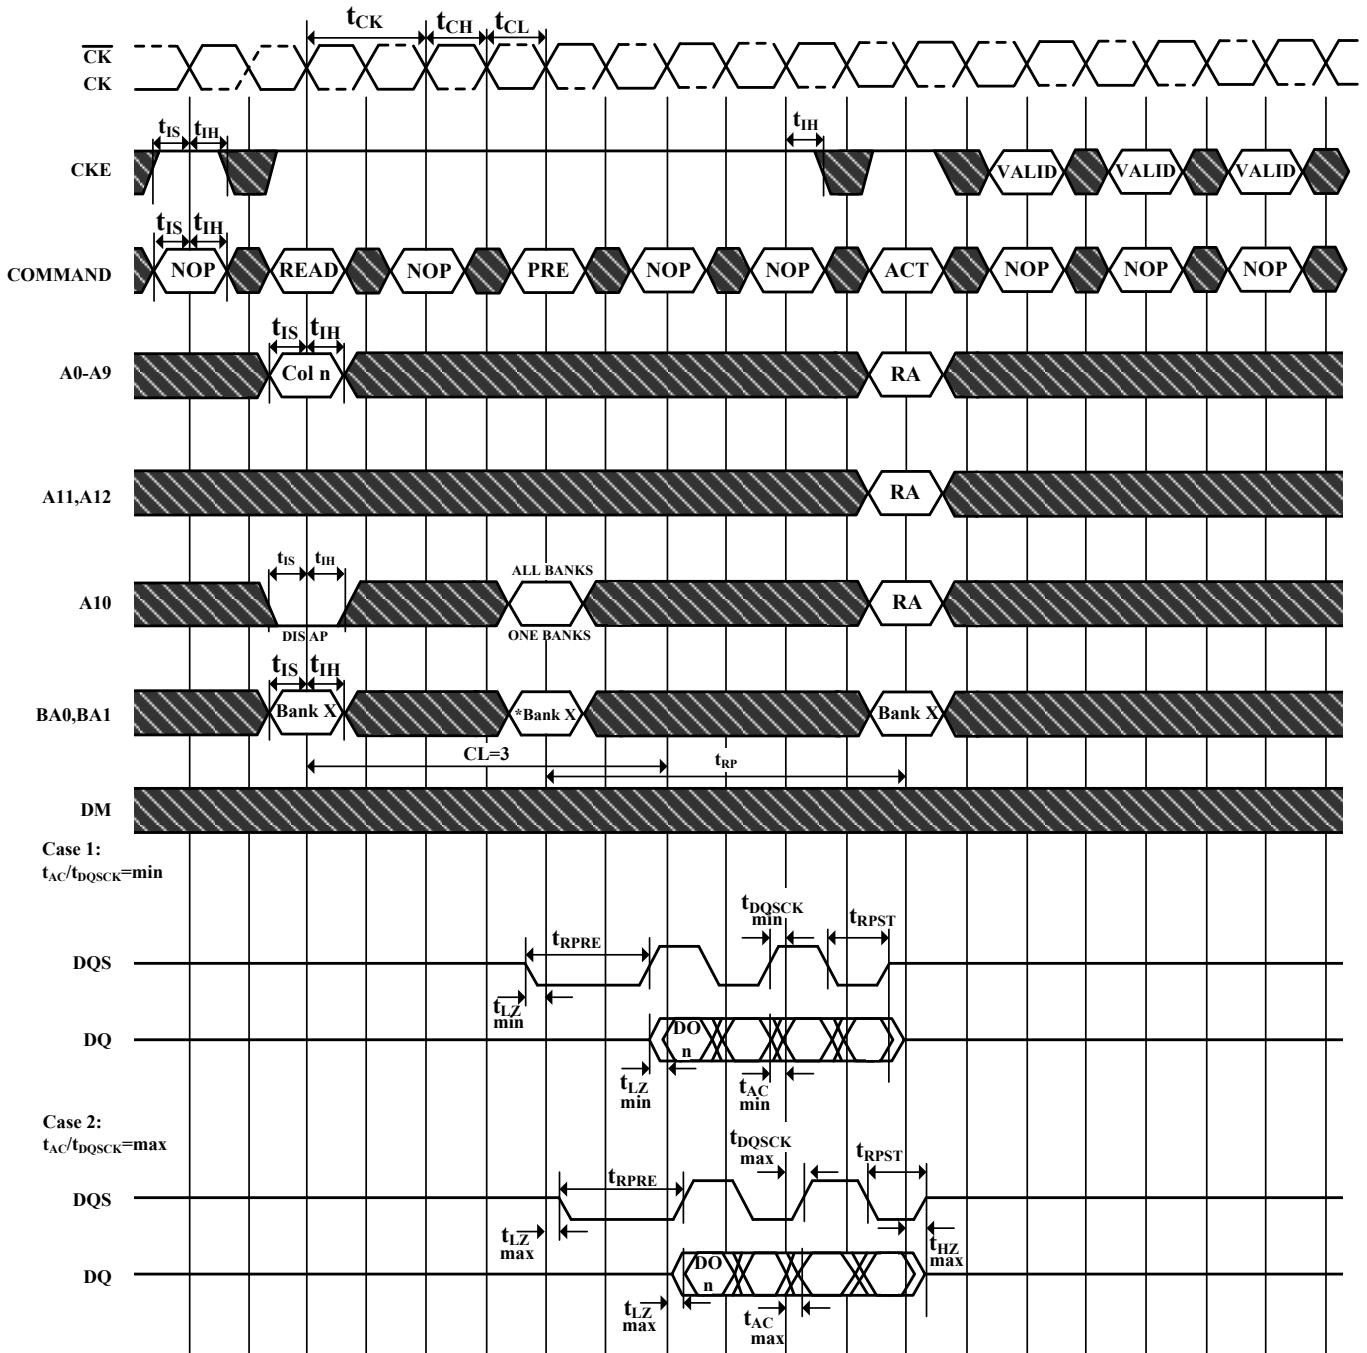 tCK tCH tCL
CK
CK
tIS tIH tIH
CKE VALID VALID VALID
tIS tIH
COMMAND NOP READ NOP PRE NOP NOP ACT NOP NOP NOP
tIS tIH
A0-A9 Col n RA
A11,A12 RA
tIS tIH ALL BANKS
A10 RA
DIS AP ONE BANKS
tIS tIH
BA0,BA1 Bank X *Bank X Bank X
CL=3 tRP
DM
Case 1:
tAC/tDQSCK=min
tDQSCK
min tRPST
tRPRE
DQS
tLZ
min
DQ DO
n
tLZ
min
tAC
min
Case 2:
tAC/tDQSCK=max
tDQSCK
max tRPST
tRPRE
DQS
tLZ
max
tHZ
max
DQ DO
n
tLZ
max
tAC
max